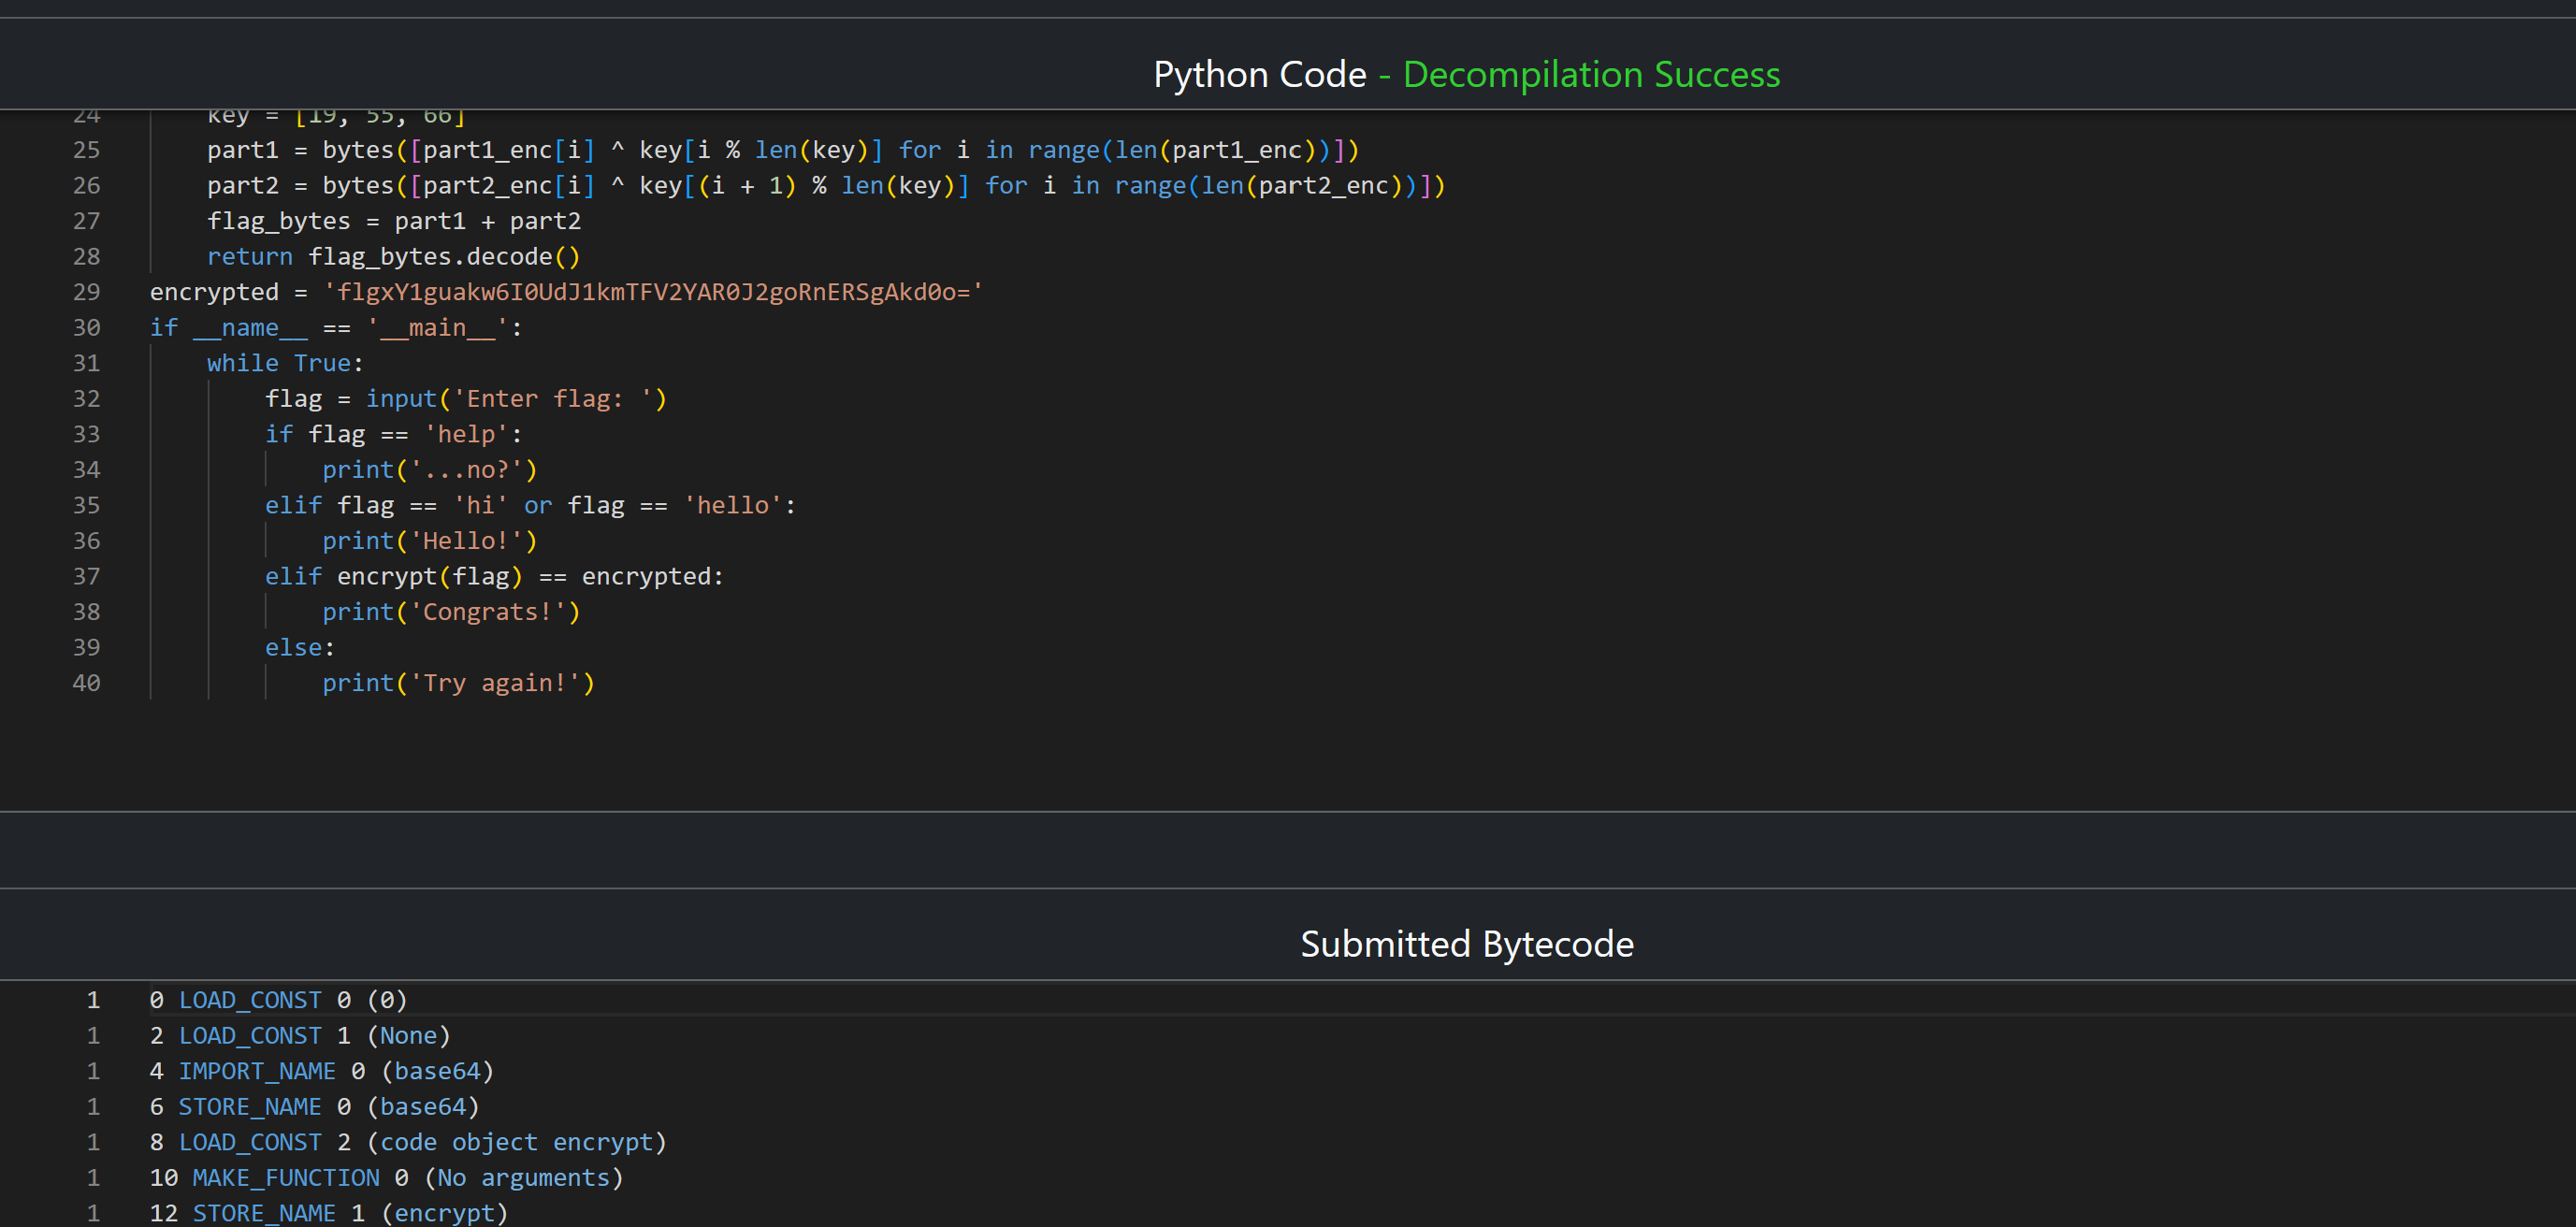 Python Code - Decompilation Success
24 key = [19, 55, 66]
25 part1 = bytes([part1_enc[i] ^ key[i % len(key)] for i in range(len(part1_enc))])
26 part2 = bytes([part2_enc[i] ^ key[(i + 1) % len(key)] for i in range(len(part2_enc))])
27 flag_bytes = part1 + part2
28 return flag_bytes.decode()
29 encrypted = 'flgxY1guakw6I0UdJ1kmTFV2YAR0J2goRnERSgAkd0o='
30 if __name__ == '__main__':
31 while True:
32 flag = input('Enter flag: ')
33 if flag == 'help':
34 print('...no?')
35 elif flag == 'hi' or flag == 'hello':
36 print('Hello!')
37 elif encrypt(flag) == encrypted:
38 print('Congrats!')
39 else:
40 print('Try again!')
Submitted Bytecode
1 0 LOAD_CONST 0 (0)
1 2 LOAD_CONST 1 (None)
1 4 IMPORT_NAME 0 (base64)
1 6 STORE_NAME 0 (base64)
1 8 LOAD_CONST 2 (code object encrypt)
1 10 MAKE_FUNCTION 0 (No arguments)
1 12 STORE_NAME 1 (encrypt)